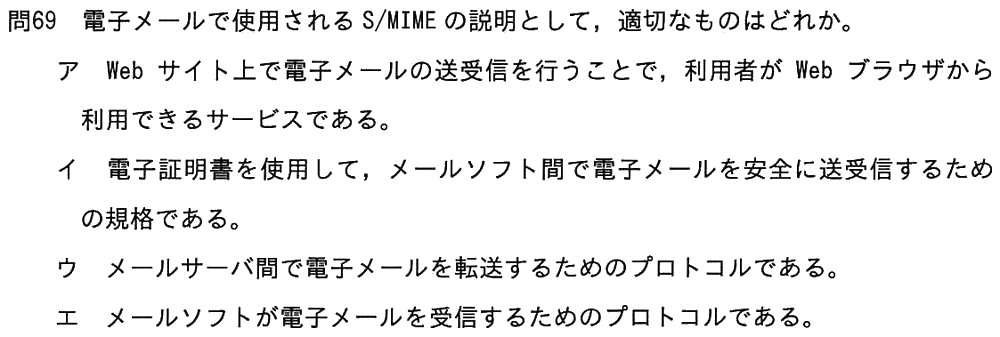 問69　電子メールで使用される S/MIME の説明として，適切なものはどれか。
ア　Web サイト上で電子メールの送受信を行うことで，利用者が Web ブラウザから
利用できるサービスである。
イ　電子証明書を使用して，メールソフト間で電子メールを安全に送受信するため
の規格である。
ウ　メールサーバ間で電子メールを転送するためのプロトコルである。
エ　メールソフトが電子メールを受信するためのプロトコルである。